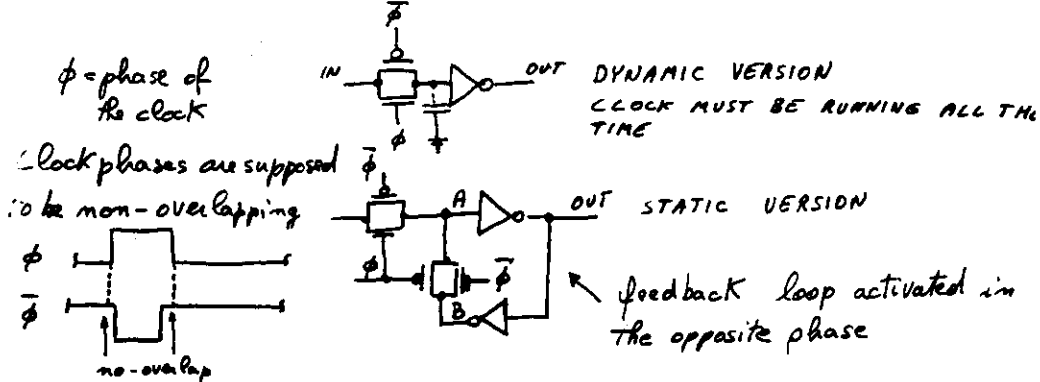 ϕ̄
ϕ = phase of
the clock
IN
OUT
DYNAMIC VERSION
CLOCK MUST BE RUNNING ALL THE
TIME
ϕ
Clock phases are supposed
to be non-overlapping
ϕ̄
A
OUT
STATIC VERSION
ϕ
ϕ̄
ϕ
ϕ̄
B
feedback loop activated in
the opposite phase
no-overlap